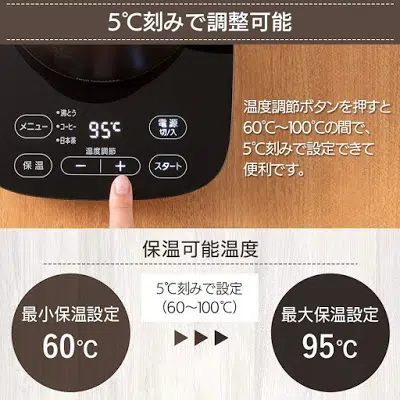 5℃刻みで調整可能
メニュー
•沸とう
•コーヒー
•日本茶
95℃
電源
切/入
温度調節
保温
－
＋
スタート
温度調節ボタンを押すと
60℃～100℃の間で、
5℃刻みで設定できて
便利です。
保温可能温度
最小保温設定
60℃
5℃刻みで設定
（60～100℃）
▶▶▶
最大保温設定
95℃